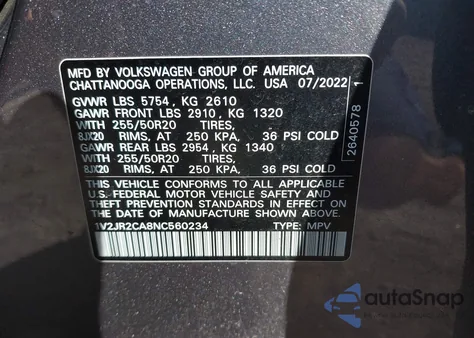 MFD BY VOLKSWAGEN GROUP OF AMERICA
CHATTANOOGA OPERATIONS, LLC. USA 07/2022
GVWR LBS 5754, KG 2610
GAWR FRONT LBS 2910, KG 1320
WITH 255/50R20 TIRES,
8JX20 RIMS, AT 250 KPA, 36 PSI COLD
GAWR REAR LBS 2954, KG 1340
WITH 255/50R20 TIRES,
8JX20 RIMS, AT 250 KPA, 36 PSI COLD
THIS VEHICLE CONFORMS TO ALL APPLICABLE
U.S. FEDERAL MOTOR VEHICLE SAFETY AND
THEFT PREVENTION STANDARDS IN EFFECT ON
THE DATE OF MANUFACTURE SHOWN ABOVE.
1V2JR2CA8NC560234 TYPE: MPV
2640578 1
autoSnap